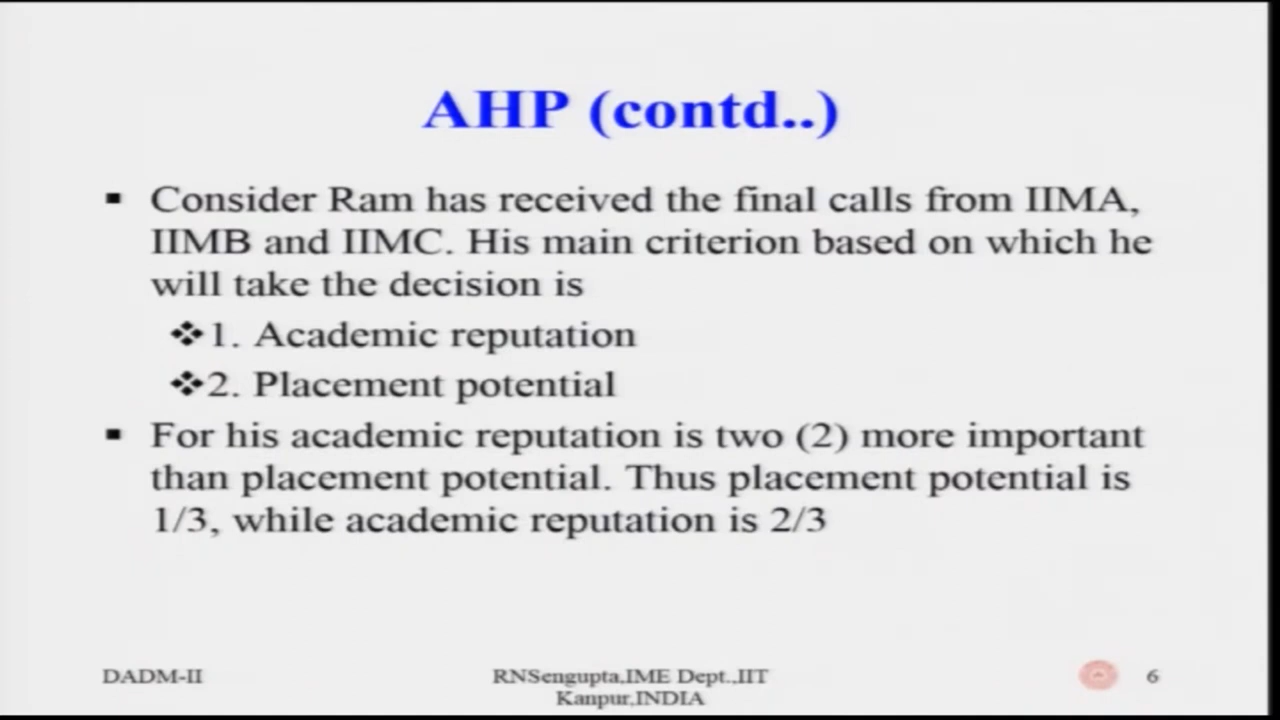 AHP (contd..)
▪ Consider Ram has received the final calls from IIMA,
IIMB and IIMC. His main criterion based on which he
will take the decision is
❖1. Academic reputation
❖2. Placement potential
▪ For his academic reputation is two (2) more important
than placement potential. Thus placement potential is
1/3, while academic reputation is 2/3
DADM-II
RNSengupta,IME Dept.,IIT
Kanpur,INDIA
6